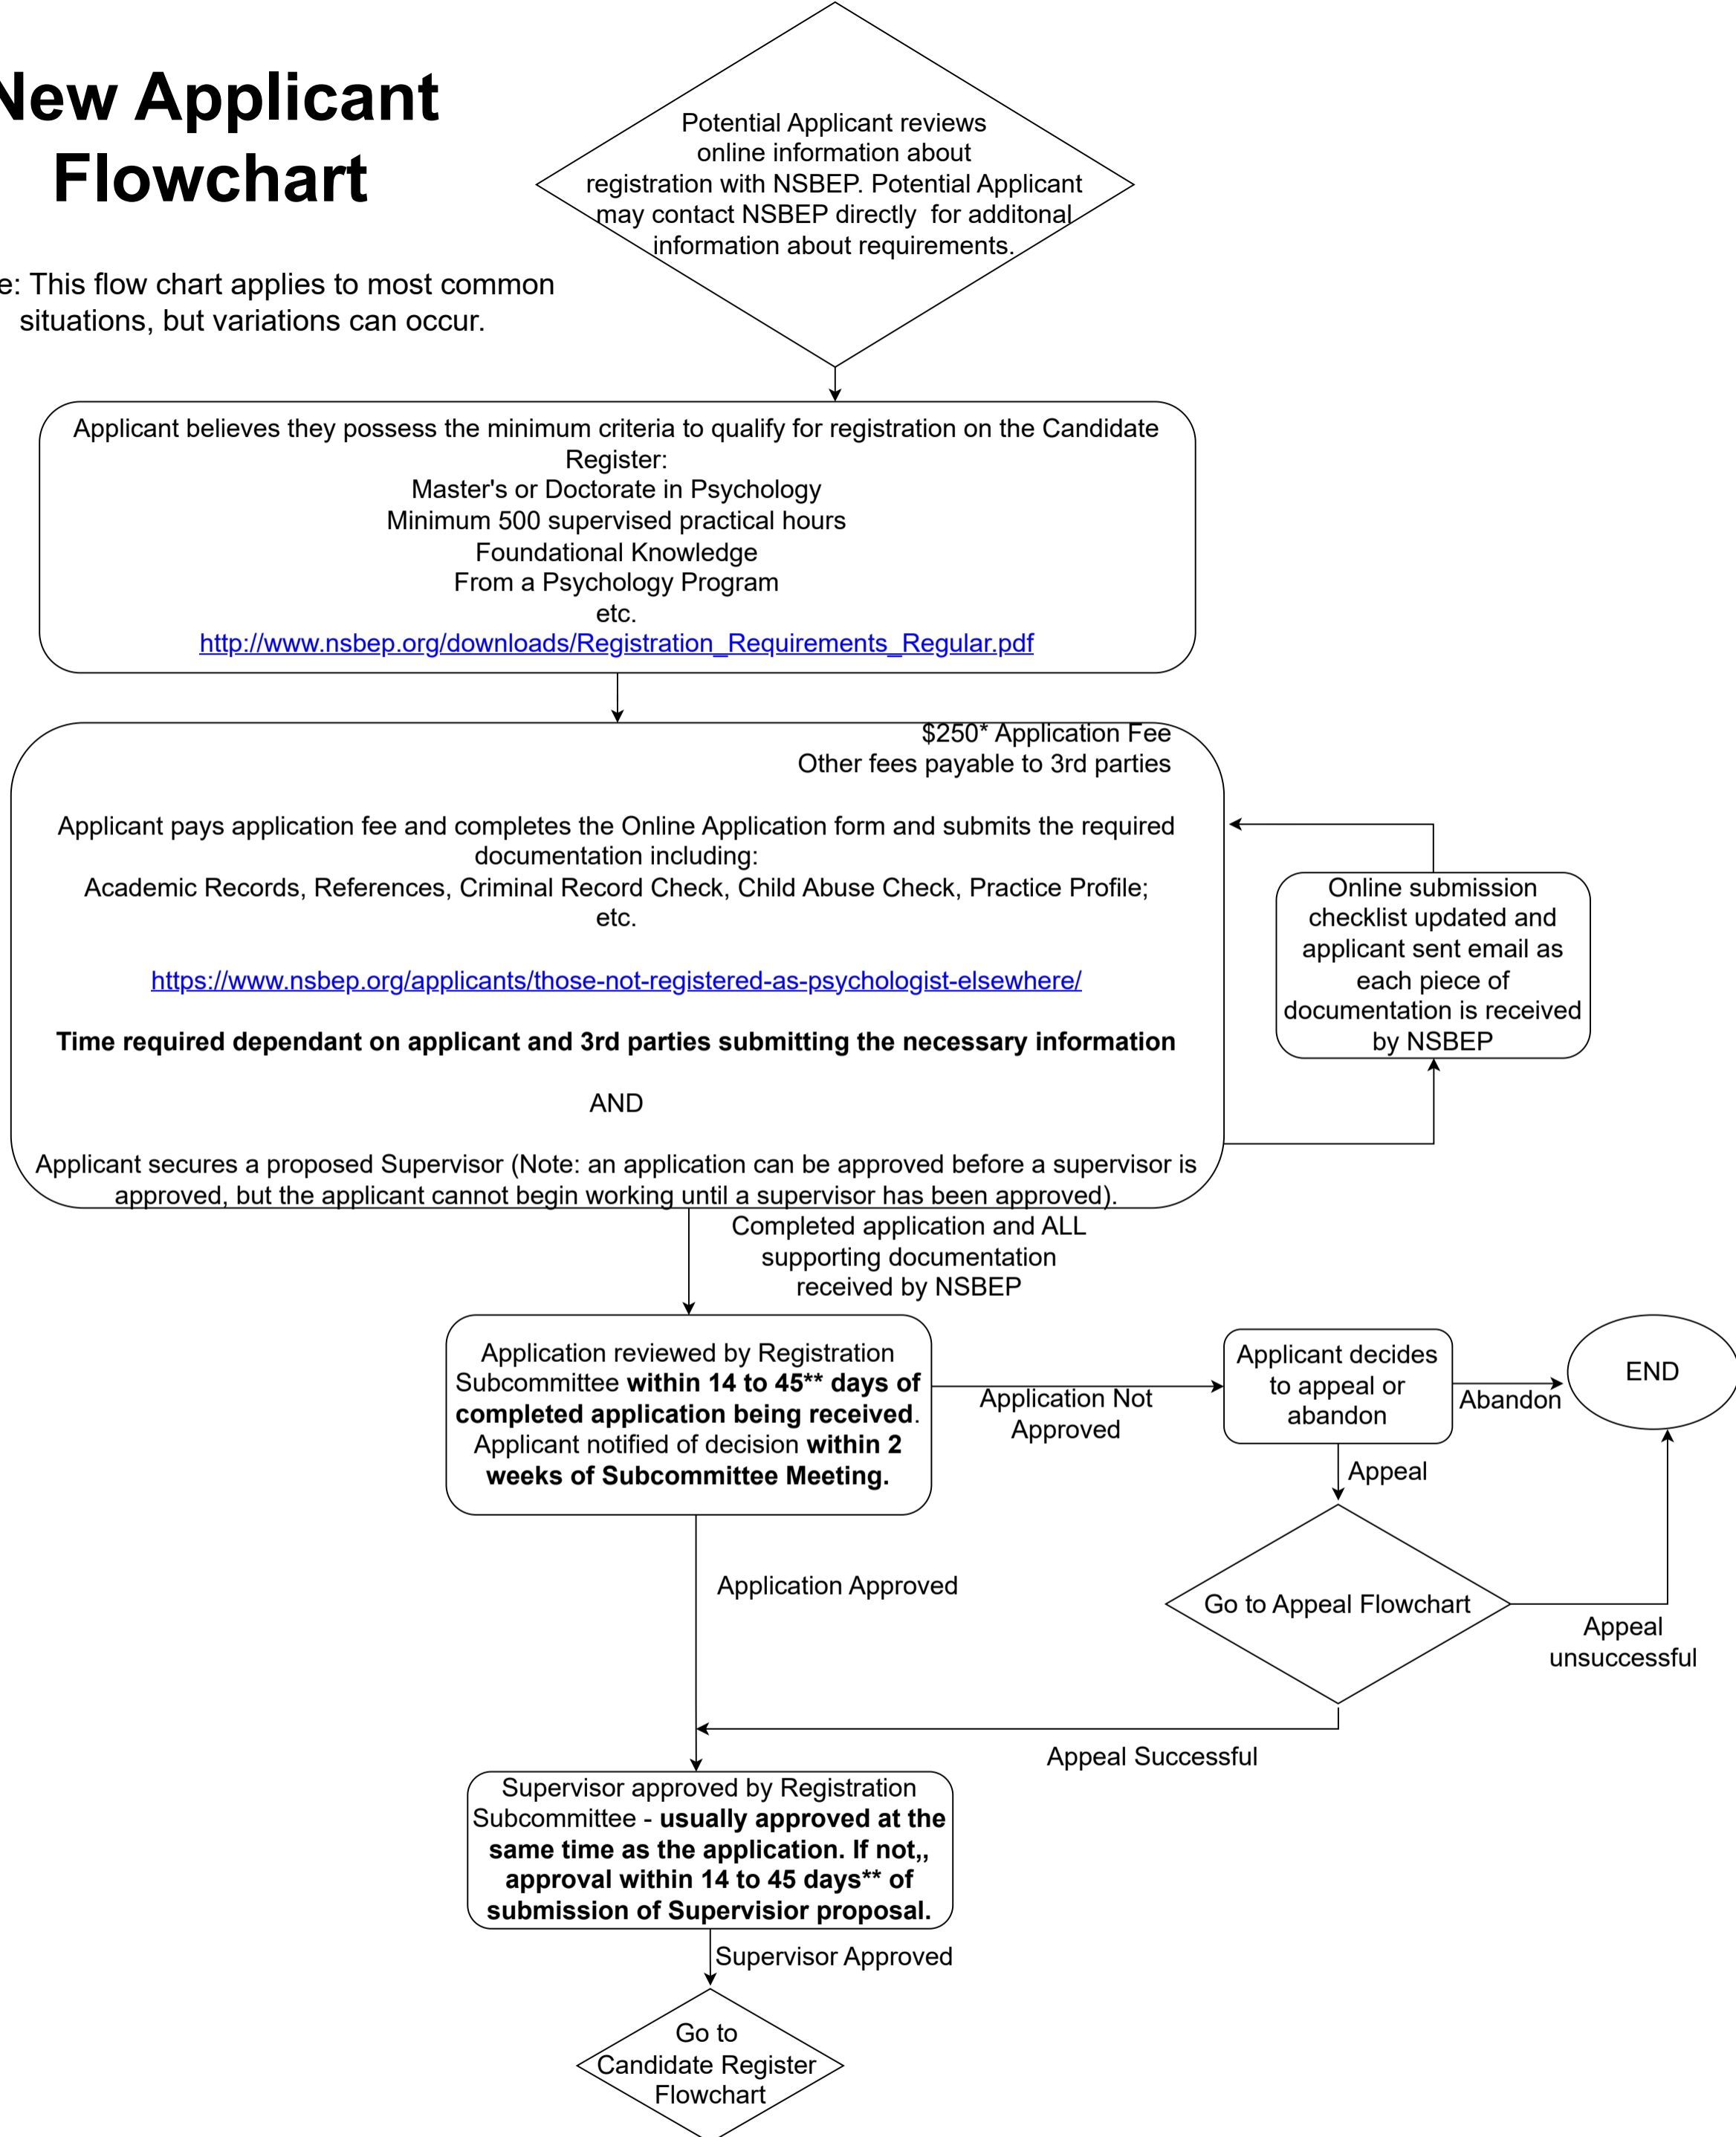 New Applicant
Flowchart
e: This flow chart applies to most common
situations, but variations can occur.
Potential Applicant reviews
online information about
registration with NSBEP. Potential Applicant
may contact NSBEP directly  for additonal
information about requirements.
Applicant believes they possess the minimum criteria to qualify for registration on the Candidate
Register:
Master's or Doctorate in Psychology
Minimum 500 supervised practical hours
Foundational Knowledge
From a Psychology Program
etc.
http://www.nsbep.org/downloads/Registration_Requirements_Regular.pdf
$250* Application Fee
Other fees payable to 3rd parties
Applicant pays application fee and completes the Online Application form and submits the required
documentation including:
Academic Records, References, Criminal Record Check, Child Abuse Check, Practice Profile;
etc.
https://www.nsbep.org/applicants/those-not-registered-as-psychologist-elsewhere/
Time required dependant on applicant and 3rd parties submitting the necessary information
AND
Applicant secures a proposed Supervisor (Note: an application can be approved before a supervisor is
approved, but the applicant cannot begin working until a supervisor has been approved).
Online submission
checklist updated and
applicant sent email as
each piece of
documentation is received
by NSBEP
Completed application and ALL
supporting documentation
received by NSBEP
Application reviewed by Registration
Subcommittee within 14 to 45** days of
completed application being received.
Applicant notified of decision within 2
weeks of Subcommittee Meeting.
Application Not
Approved
Applicant decides
to appeal or
abandon
Abandon
END
Appeal
Go to Appeal Flowchart
Appeal
unsuccessful
Application Approved
Appeal Successful
Supervisor approved by Registration
Subcommittee - usually approved at the
same time as the application. If not,,
approval within 14 to 45 days** of
submission of Supervisior proposal.
Supervisor Approved
Go to
Candidate Register
Flowchart